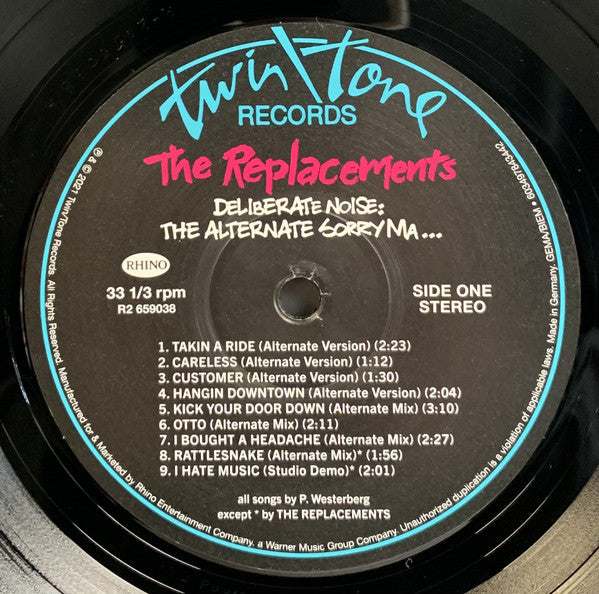 twin\tone
RECORDS
The Replacements
DELIBERATE NOISE:
THE ALTERNATE SORRY MA...
RHINO
33 1/3 rpm
R2 659038
SIDE ONE
STEREO
1. TAKIN A RIDE (Alternate Version) (2:23)
2. CARELESS (Alternate Version) (1:12)
3. CUSTOMER (Alternate Version) (1:30)
4. HANGIN DOWNTOWN (Alternate Version) (2:04)
5. KICK YOUR DOOR DOWN (Alternate Mix) (3:10)
6. OTTO (Alternate Mix) (2:11)
7. I BOUGHT A HEADACHE (Alternate Mix) (2:27)
8. RATTLESNAKE (Alternate Mix)* (1:56)
9. I HATE MUSIC (Studio Demo)* (2:01)
all songs by P. Westerberg
except * by THE REPLACEMENTS
℗ & © 2021 Twin/Tone Records. All Rights Reserved. Manufactured for & Marketed by Rhino Entertainment Company, a Warner Music Group Company. Unauthorized duplication is a violation of applicable laws. Made in Germany. GEMA/BIEM • 603497843442